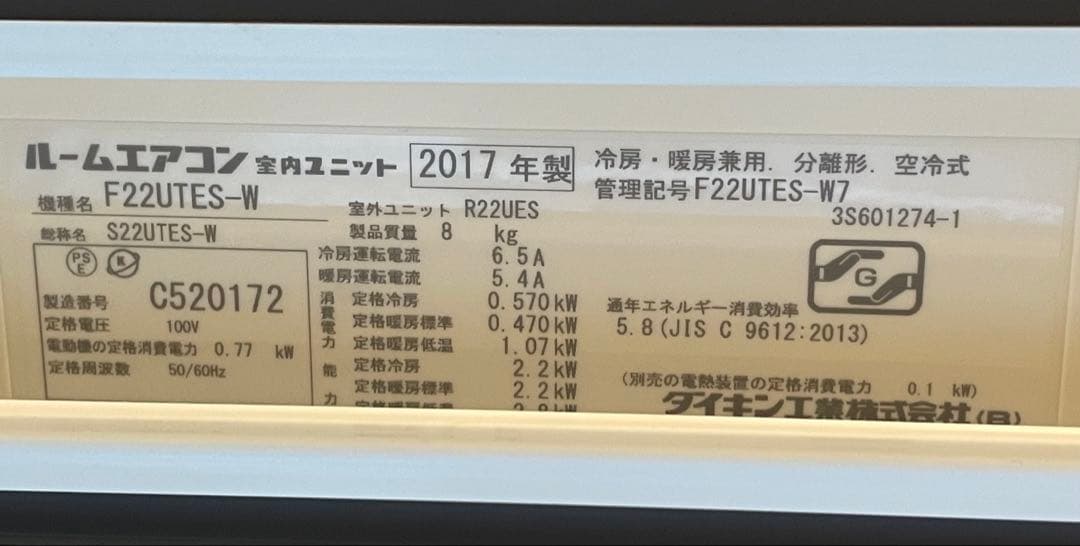 ルームエアコン 室内ユニット 2017 年製
機種名 F22UTES-W
総称名 S22UTES-W
PS
E
製造番号 C520172
定格電圧 100V
電動機の定格消費電力 0.77 kW
定格周波数 50/60Hz
室外ユニット R22UES
製品質量 8 kg
冷房運転電流 6.5A
暖房運転電流 5.4A
消費電力 定格冷房 0.570kW
定格暖房標準 0.470kW
定格暖房低温 1.07kW
能力 定格冷房 2.2kW
定格暖房標準 2.2kW
定格暖房低温 2.8kW
冷房・暖房兼用. 分離形. 空冷式
管理記号F22UTES-W7
3S601274-1
G
通年エネルギー消費効率
5.8(JIS C 9612:2013)
(別売の電熱装置の定格消費電力 0.1 kW)
ダイキン工業株式会社(B)